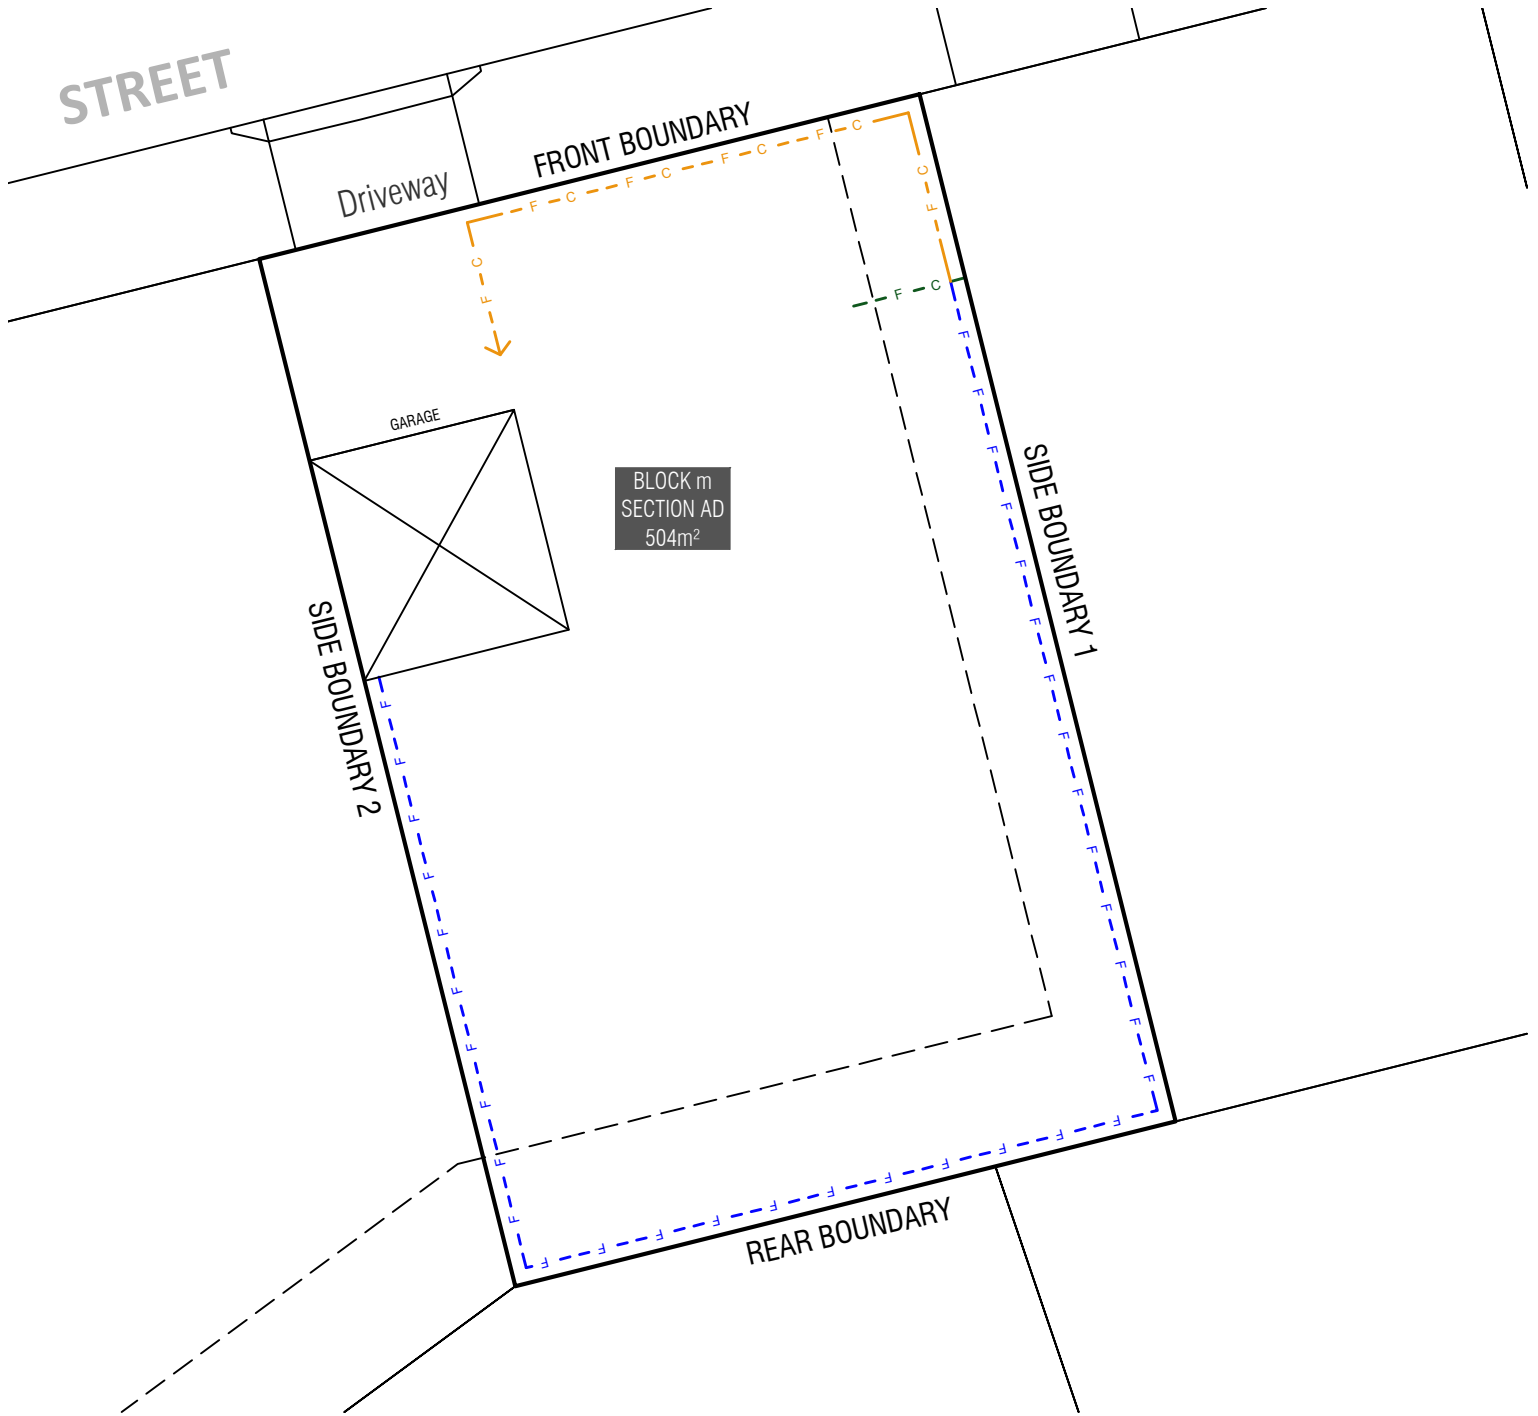 STREET
FRONT BOUNDARY
Driveway
F C F C F C F C
C F
C F
F C
GARAGE
BLOCK m
SECTION AD
504m²
SIDE BOUNDARY 1
SIDE BOUNDARY 2
F F F F F F F F F F F F F F
F F F F F F F F F F
F F F F F F F F F F F
REAR BOUNDARY